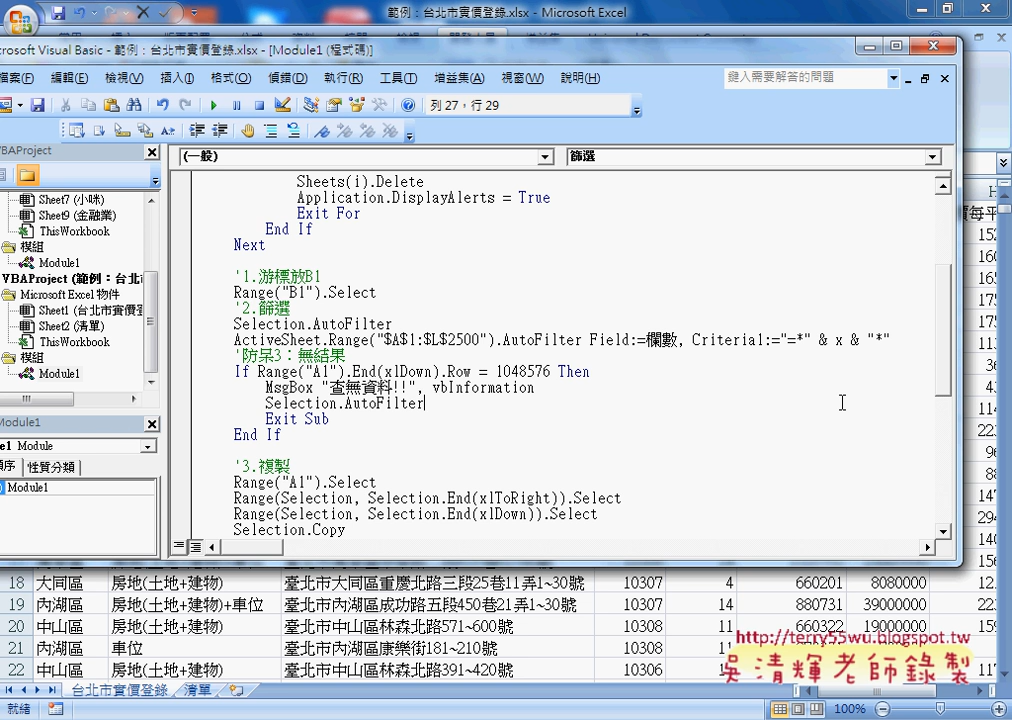 範例：台北市實價登錄.xlsx - Microsoft Excel
rosoft Visual Basic - 範例：台北市實價登錄.xlsx - [Module1 (程式碼)]
檔案(F) 編輯(E) 檢視(V) 插入(I) 格式(O) 偵錯(D) 執行(R) 工具(T) 增益集(A) 視窗(W) 說明(H)
鍵入需要解答的問題
列 27，行 29
BAProject
(一般)
篩選
Sheet7 (小咪)
Sheet9 (金融業)
ThisWorkbook
模組
Module1
VBAProject (範例：台北
Microsoft Excel 物件
Sheet1 (台北市實價登
Sheet2 (清單)
ThisWorkbook
模組
Module1
Module1
e1 Module
順序 性質分類
Module1
Sheets(i).Delete
Application.DisplayAlerts = True
Exit For
End If
Next
'1.游標放B1
Range("B1").Select
'2.篩選
Selection.AutoFilter
ActiveSheet.Range("$A$1:$L$2500").AutoFilter Field:=欄數, Criteria1:="=*" & x & "*"
'防呆3：無結果
If Range("A1").End(xlDown).Row = 1048576 Then
MsgBox "查無資料!!", vbInformation
Selection.AutoFilter
Exit Sub
End If
'3.複製
Range("A1").Select
Range(Selection, Selection.End(xlToRight)).Select
Range(Selection, Selection.End(xlDown)).Select
Selection.Copy
18 大同區 房地(土地+建物) 臺北市大同區重慶北路三段25巷11弄1~30號 10307 4 660201 8080000
19 內湖區 房地(土地+建物)+車位 臺北市內湖區成功路五段450巷21弄1~30號 10307 14 880731 39000000
20 中山區 房地(土地+建物) 臺北市中山區林森北路571~600號 10308 11 660322 19000000
21 內湖區 車位 臺北市內湖區康樂街181~210號 10308
22 中山區 房地(土地+建物) 臺北市中山區林森北路391~420號 10306
http://terry55wu.blogspot.tw
吳清輝老師錄製
台北市實價登錄 清單
就緒
100%